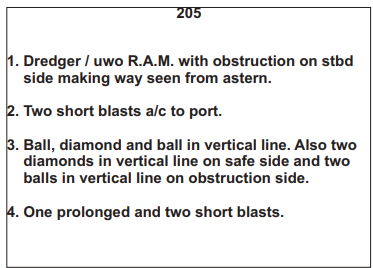 205
1. Dredger / uwo R.A.M. with obstruction on stbd
side making way seen from astern.
2. Two short blasts a/c to port.
3. Ball, diamond and ball in vertical line. Also two
diamonds in vertical line on safe side and two
balls in vertical line on obstruction side.
4. One prolonged and two short blasts.